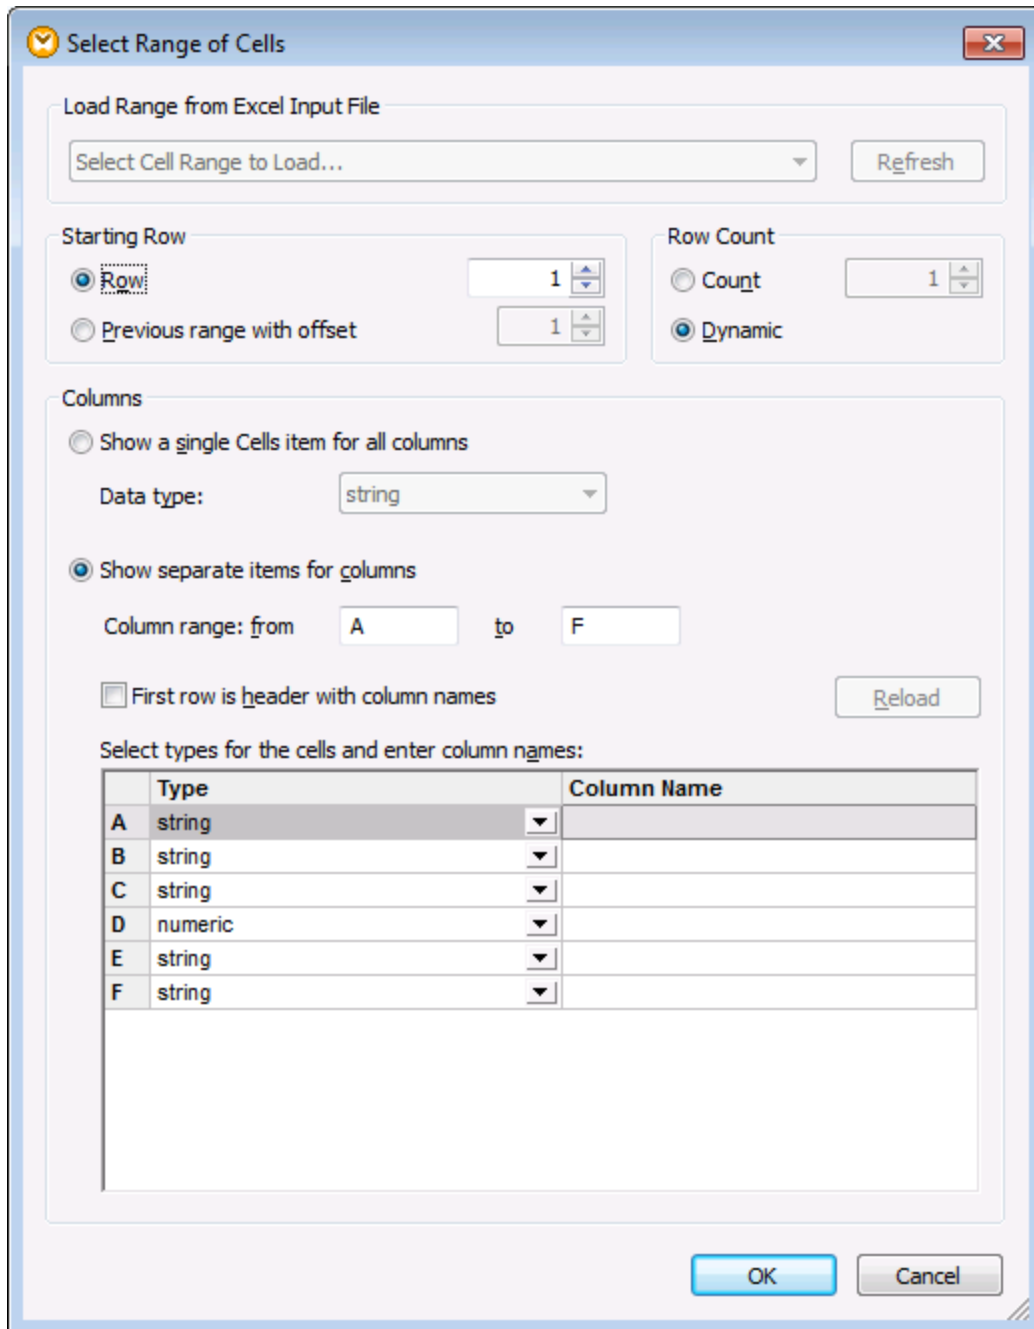 Select Range of Cells
Load Range from Excel Input File
Select Cell Range to Load...
Refresh
Starting Row
Row
1
Previous range with offset
1
Row Count
Count
1
Dynamic
Columns
Show a single Cells item for all columns
Data type:
string
Show separate items for columns
Column range: from A to F
First row is header with column names
Reload
Select types for the cells and enter column names:
Type Column Name
A string
B string
C string
D numeric
E string
F string
OK Cancel